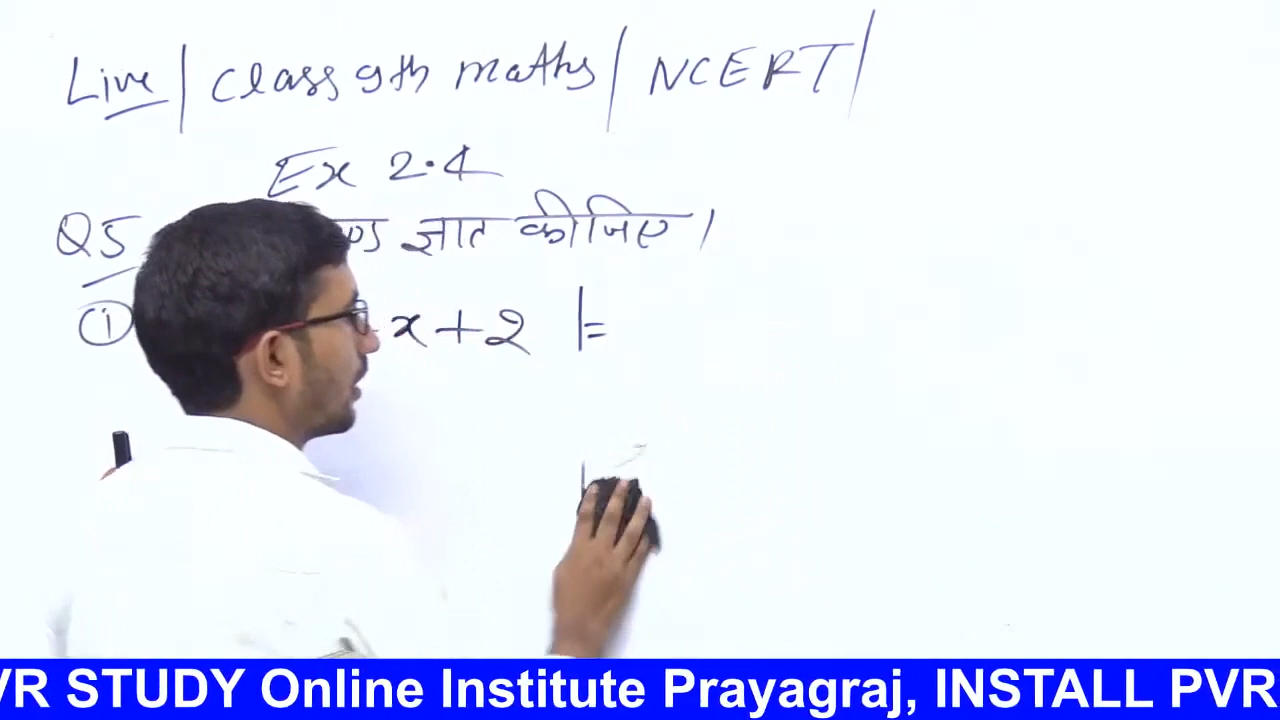 Live | Class 9th maths | NCERT |
Ex 2.4
Q5 ज्ञात कीजिए ।
① x + 2 | =
VR STUDY Online Institute Prayagraj, INSTALL PVR